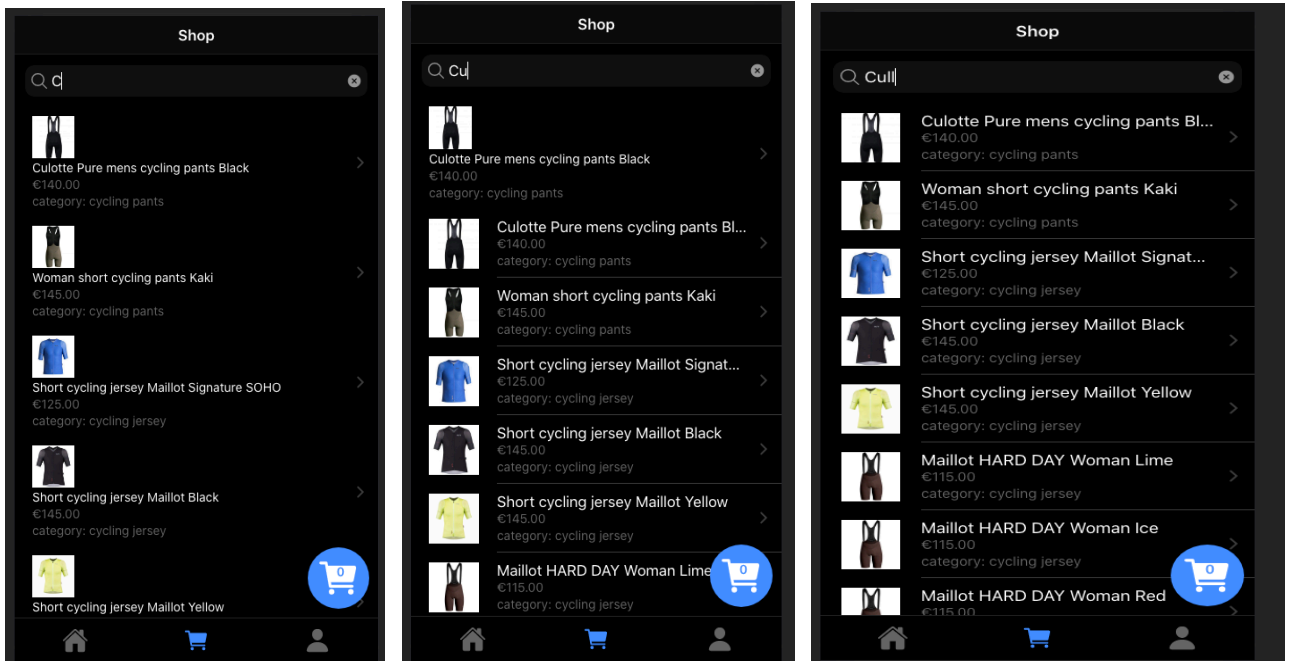 Shop
C
Culotte Pure mens cycling pants Black
€140.00
category: cycling pants
Woman short cycling pants Kaki
€145.00
category: cycling pants
Short cycling jersey Maillot Signature SOHO
€125.00
category: cycling jersey
Short cycling jersey Maillot Black
€145.00
category: cycling jersey
Short cycling jersey Maillot Yellow
0
Shop
Cu
Culotte Pure mens cycling pants Black
€140.00
category: cycling pants
Culotte Pure mens cycling pants Bl...
€140.00
category: cycling pants
Woman short cycling pants Kaki
€145.00
category: cycling pants
Short cycling jersey Maillot Signat...
€125.00
category: cycling jersey
Short cycling jersey Maillot Black
€145.00
category: cycling jersey
Short cycling jersey Maillot Yellow
€145.00
category: cycling jersey
Maillot HARD DAY Woman Lime
€115.00
category: cycling jersey
0
Shop
Cull
Culotte Pure mens cycling pants Bl...
€140.00
category: cycling pants
Woman short cycling pants Kaki
€145.00
category: cycling pants
Short cycling jersey Maillot Signat...
€125.00
category: cycling jersey
Short cycling jersey Maillot Black
€145.00
category: cycling jersey
Short cycling jersey Maillot Yellow
€145.00
category: cycling jersey
Maillot HARD DAY Woman Lime
€115.00
category: cycling jersey
Maillot HARD DAY Woman Ice
€115.00
category: cycling jersey
Maillot HARD DAY Woman Red
€115.00
0